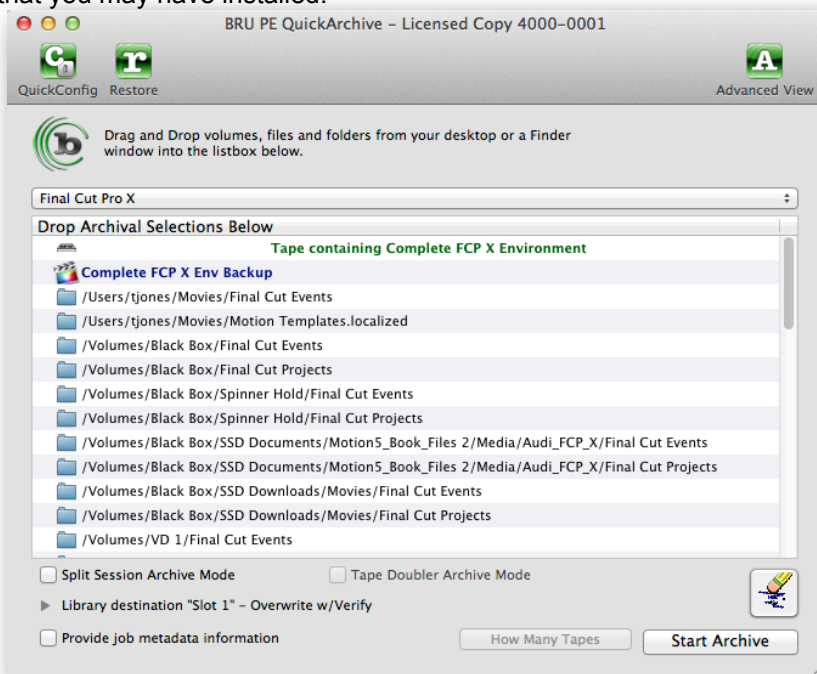 that you may have installed.
BRU PE QuickArchive – Licensed Copy 4000-0001
QuickConfig Restore Advanced View
Drag and Drop volumes, files and folders from your desktop or a Finder
window into the listbox below.
Final Cut Pro X
Drop Archival Selections Below
Tape containing Complete FCP X Environment
Complete FCP X Env Backup
/Users/tjones/Movies/Final Cut Events
/Users/tjones/Movies/Motion Templates.localized
/Volumes/Black Box/Final Cut Events
/Volumes/Black Box/Final Cut Projects
/Volumes/Black Box/Spinner Hold/Final Cut Events
/Volumes/Black Box/Spinner Hold/Final Cut Projects
/Volumes/Black Box/SSD Documents/Motion5_Book_Files 2/Media/Audi_FCP_X/Final Cut Events
/Volumes/Black Box/SSD Documents/Motion5_Book_Files 2/Media/Audi_FCP_X/Final Cut Projects
/Volumes/Black Box/SSD Downloads/Movies/Final Cut Events
/Volumes/Black Box/SSD Downloads/Movies/Final Cut Projects
/Volumes/VD 1/Final Cut Events
Split Session Archive Mode Tape Doubler Archive Mode
Library destination "Slot 1" – Overwrite w/Verify
Provide job metadata information How Many Tapes Start Archive